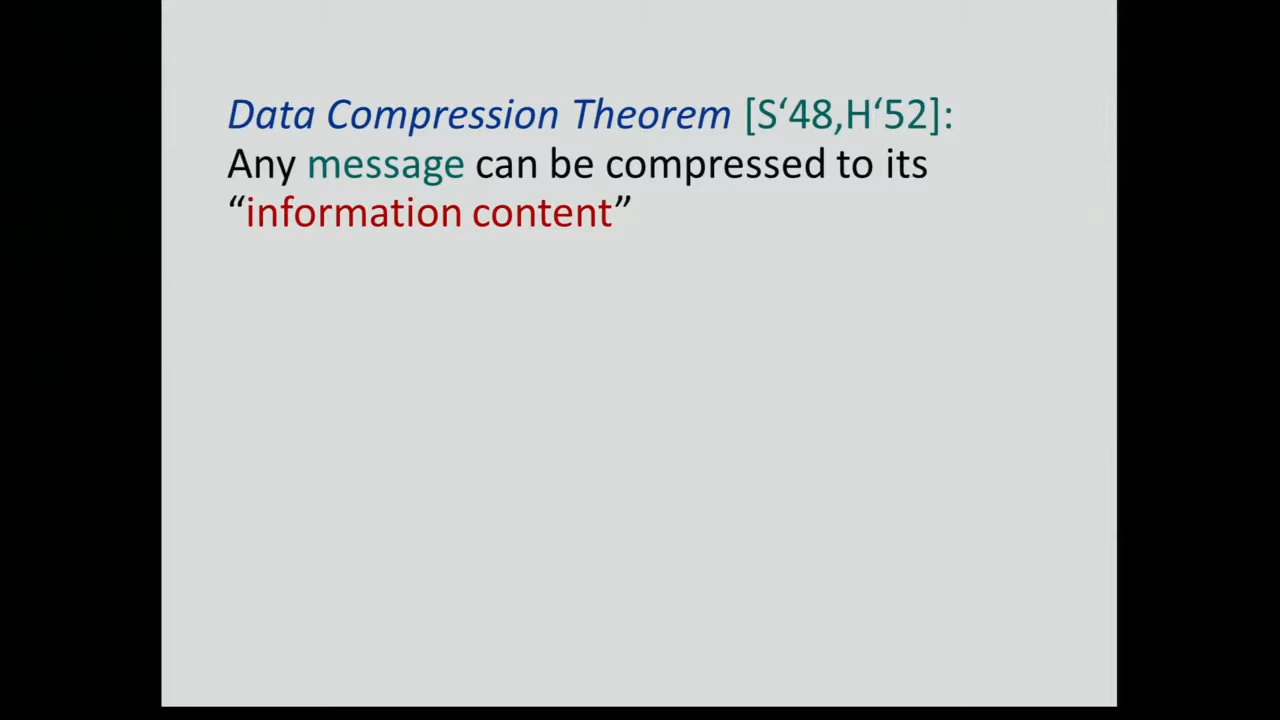 Data Compression Theorem [S‘48,H‘52]:
Any message can be compressed to its
“information content”